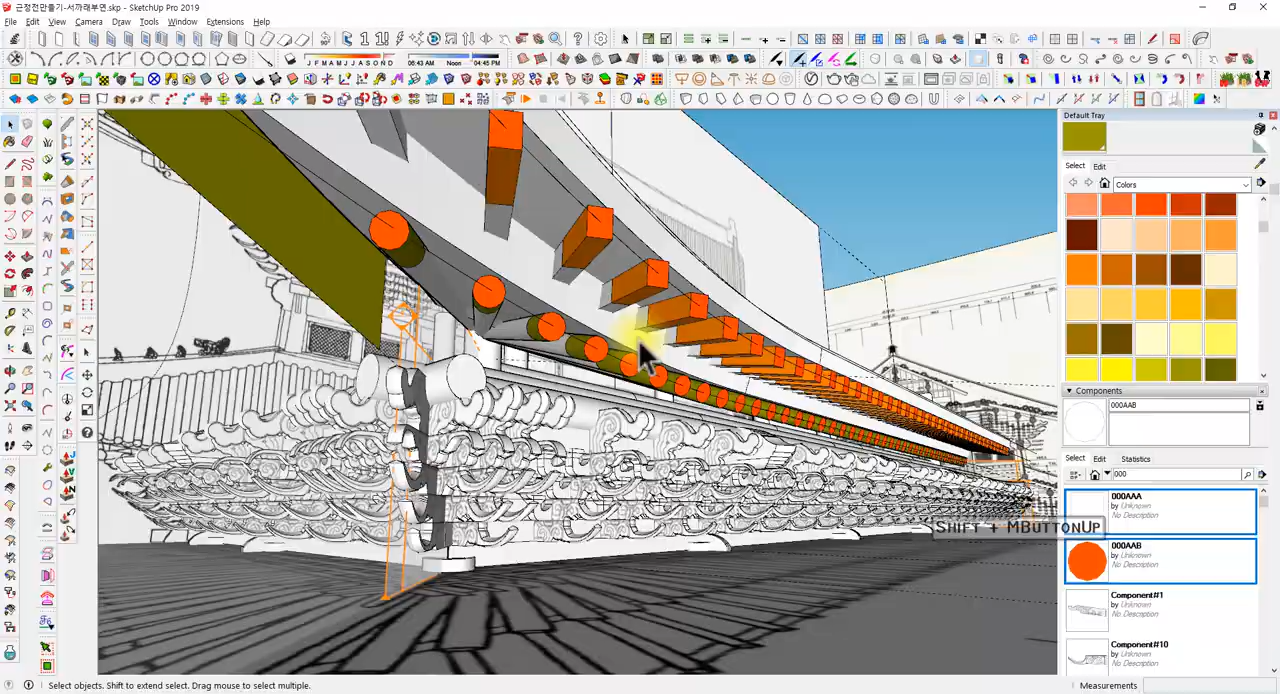 근정전만들기-서까래부연.skp - SketchUp Pro 2019
File Edit View Camera Draw Tools Window Extensions Help
J F M A M J J A S O N D
06:43 AM Noon 04:45 PM
Default Tray
Select Edit
Colors
Components
000AAB
Select Edit Statistics
000
000AAA
by Unknown
No Description
000AAB
by Unknown
No Description
Component#1
by Unknown
No Description
Component#10
by Unknown
No Description
SHIFT + MBUTTONUP
Select objects. Shift to extend select. Drag mouse to select multiple.
Measurements